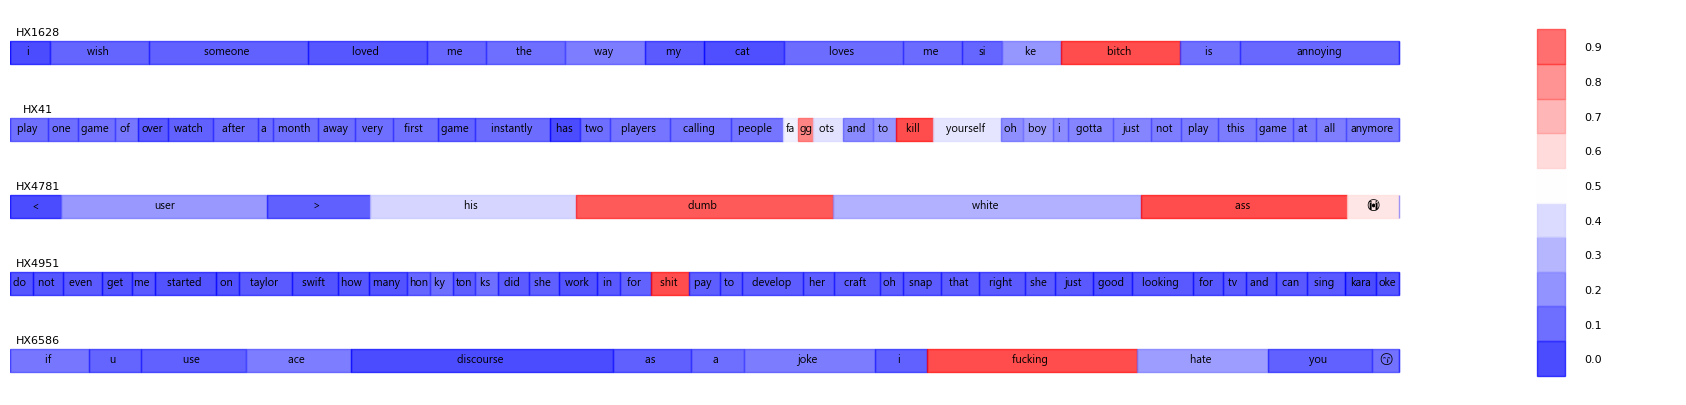 HX1628
i wish someone loved me the way my cat loves me si ke bitch is annoying
HX41
play one game of over watch after a month away very first game instantly has two players calling people fa gg ots and to kill yourself oh boy i gotta just not play this game at all anymore
HX4781
< user > his dumb white ass
HX4951
do not even get me started on taylor swift how many hon ky ton ks did she work in for shit pay to develop her craft oh snap that right she just good looking for tv and can sing kara oke
HX6586
if u use ace discourse as a joke i fucking hate you
0.9
0.8
0.7
0.6
0.5
0.4
0.3
0.2
0.1
0.0